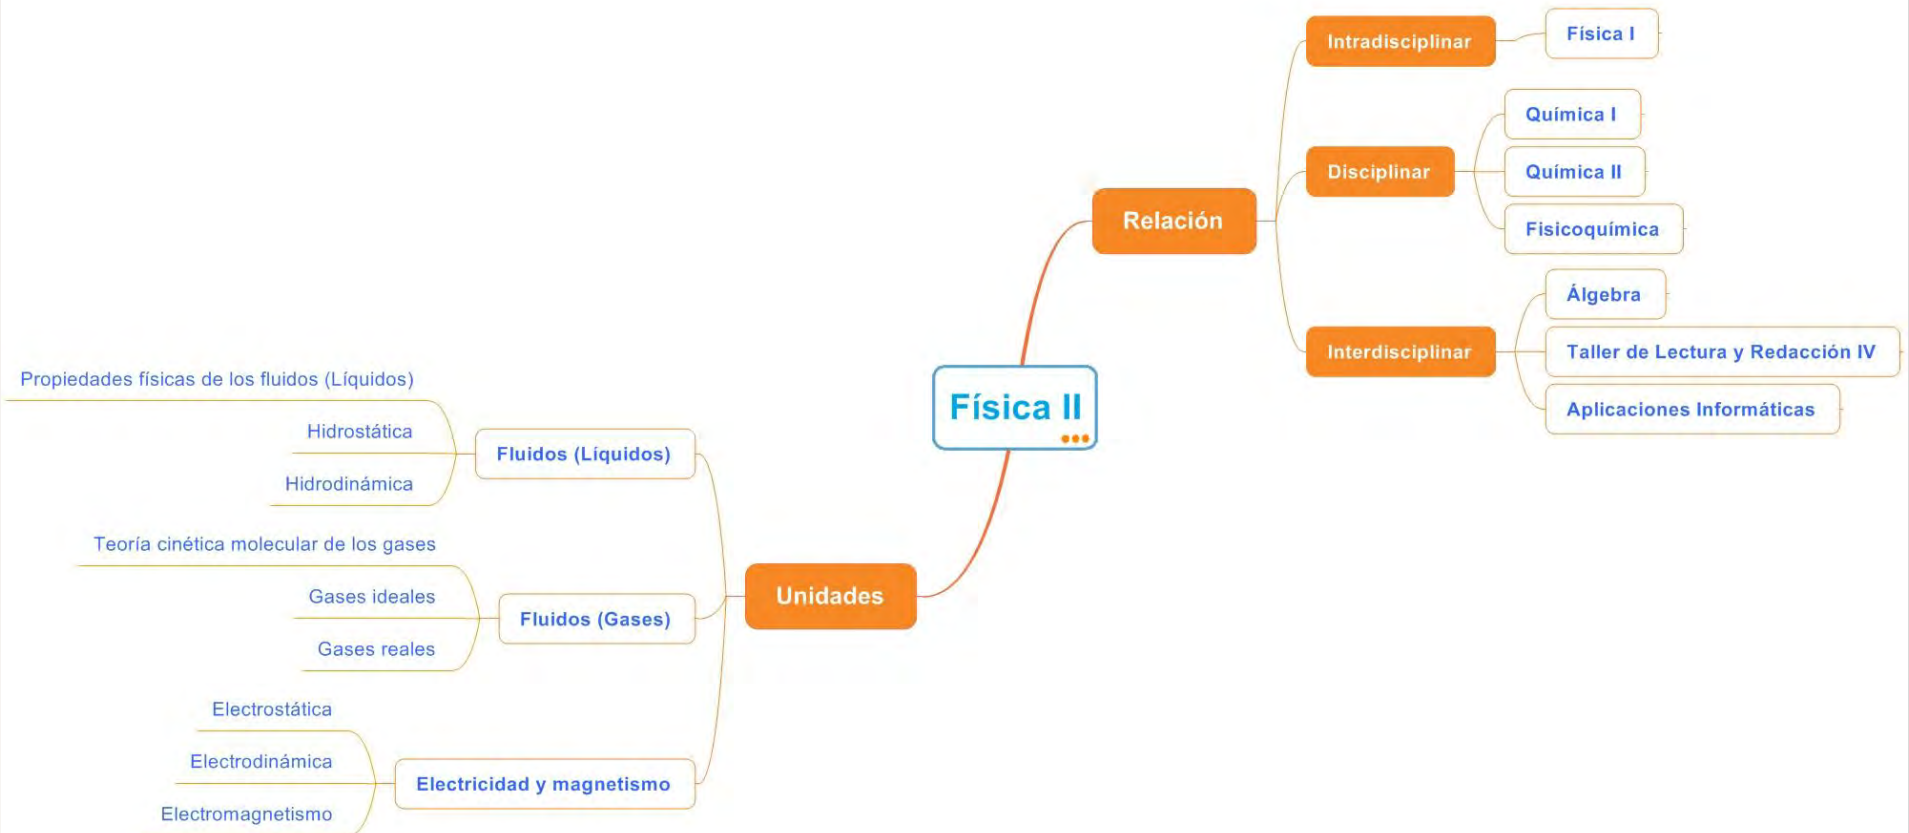 Física II
Relación
Intradisciplinar
Física I
Disciplinar
Química I
Química II
Fisicoquímica
Interdisciplinar
Álgebra
Taller de Lectura y Redacción IV
Aplicaciones Informáticas
Unidades
Fluidos (Líquidos)
Propiedades físicas de los fluidos (Líquidos)
Hidrostática
Hidrodinámica
Fluidos (Gases)
Teoría cinética molecular de los gases
Gases ideales
Gases reales
Electricidad y magnetismo
Electrostática
Electrodinámica
Electromagnetismo